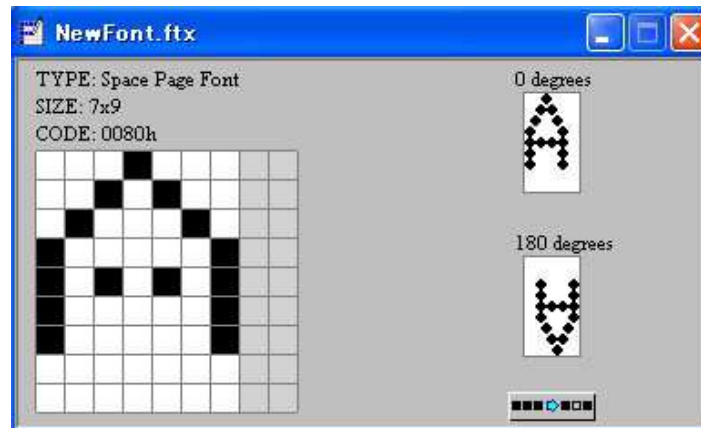 NewFont.ftx
TYPE: Space Page Font
SIZE: 7x9
CODE: 0080h
0 degrees
180 degrees